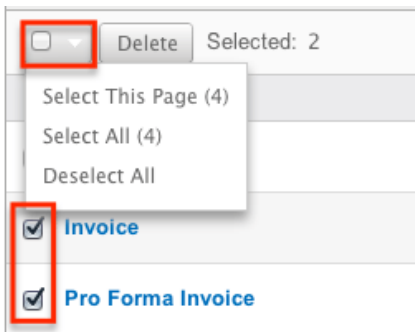 Delete Selected: 2
Select This Page (4)
Select All (4)
Deselect All
Invoice
Pro Forma Invoice